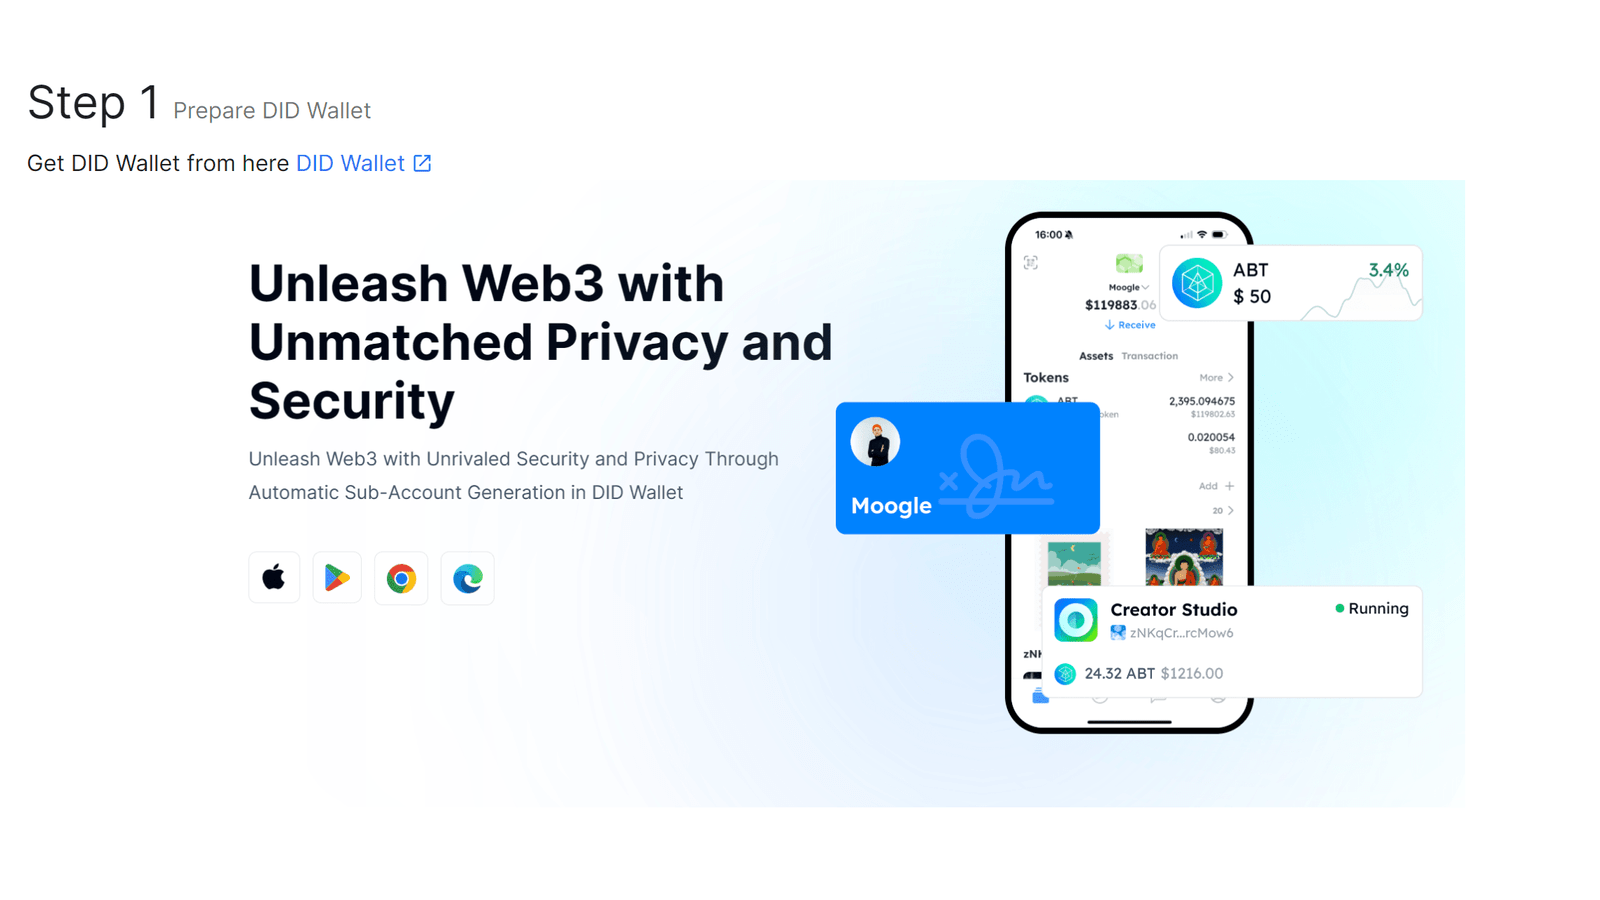 Step 1 Prepare DID Wallet
Get DID Wallet from here DID Wallet
Unleash Web3 with
Unmatched Privacy and
Security
Unleash Web3 with Unrivaled Security and Privacy Through
Automatic Sub-Account Generation in DID Wallet
16:00
Moogle
$119883.06
Receive
Assets Transaction
Tokens More
ABT
2,395.094675
$119802.63
0.020054
$80.43
Add +
20
ABT 3.4%
$ 50
Moogle
Creator Studio Running
zNKqCr...rcMow6
24.32 ABT $1216.00